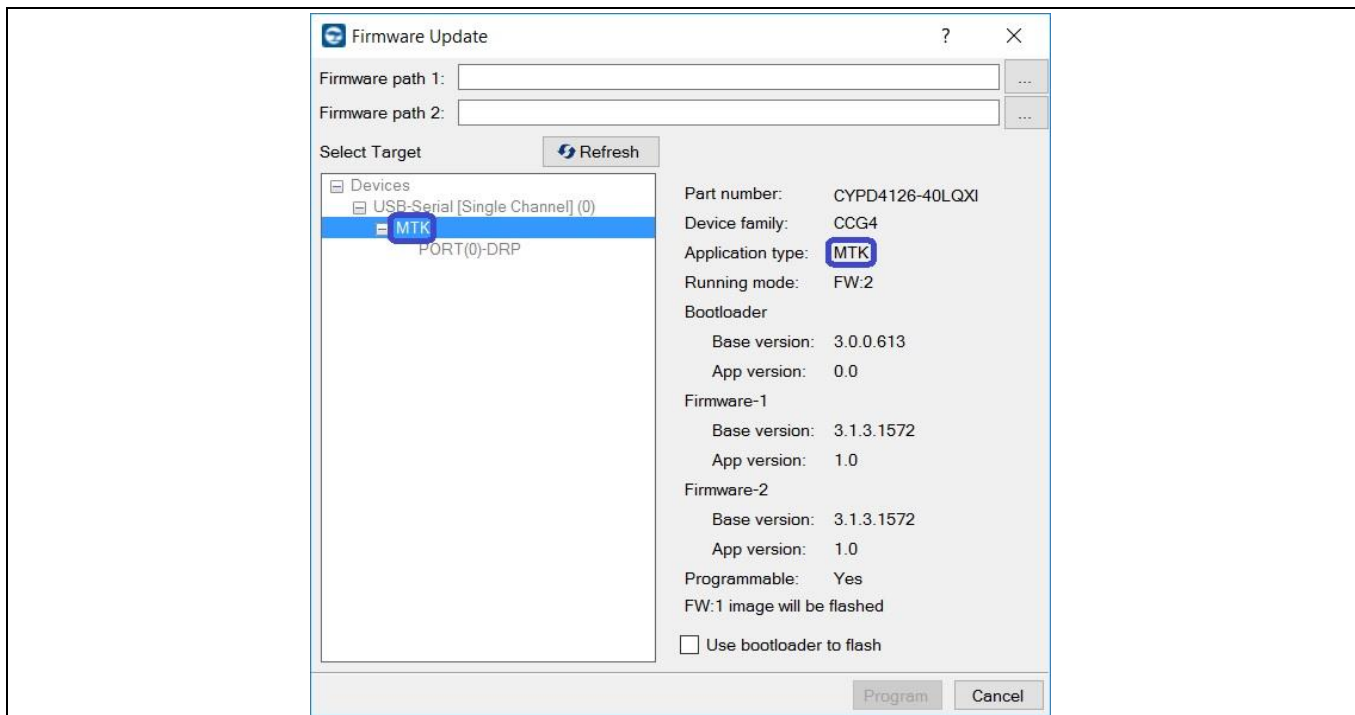 Firmware Update
?
Firmware path 1:
...
Firmware path 2:
...
Select Target
Refresh
Devices
USB-Serial [Single Channel] (0)
MTK
PORT(0)-DRP
Part number: CYPD4126-40LQXI
Device family: CCG4
Application type: MTK
Running mode: FW:2
Bootloader
Base version: 3.0.0.613
App version: 0.0
Firmware-1
Base version: 3.1.3.1572
App version: 1.0
Firmware-2
Base version: 3.1.3.1572
App version: 1.0
Programmable: Yes
FW:1 image will be flashed
Use bootloader to flash
Program Cancel